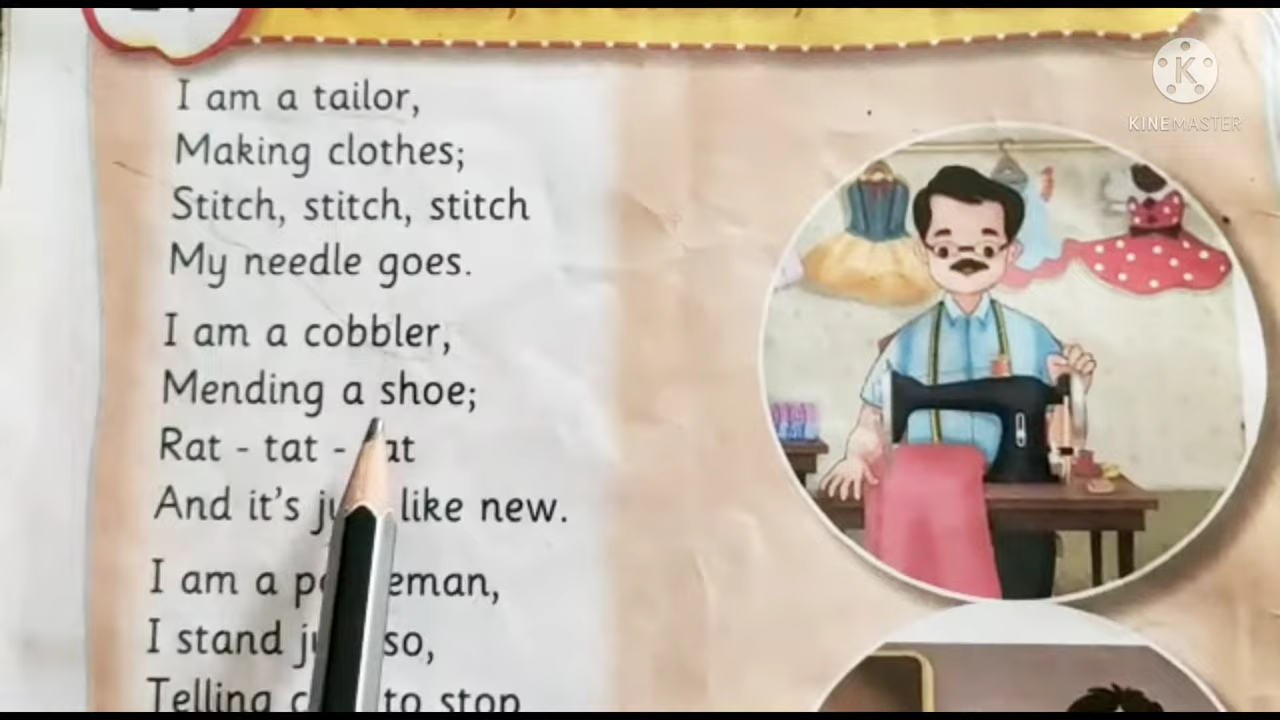 I am a tailor,
Making clothes;
Stitch, stitch, stitch
My needle goes.
I am a cobbler,
Mending a shoe;
Rat - tat -
And it's like new.
I am a
I stand so,
Telling to stop
KINEMASTER